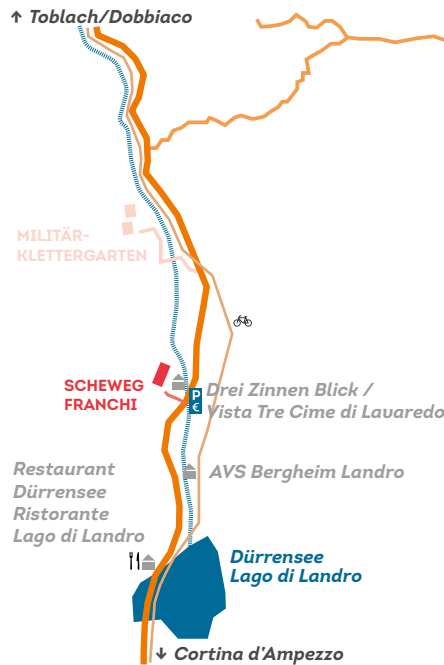 ↑ Toblach/Dobbiaco
MILITÄR-
KLETTERGARTEN
SCHEWEG
FRANCHI
P
€
Drei Zinnen Blick /
Vista Tre Cime di Lavaredo
Restaurant
Dürrensee
Ristorante
Lago di Landro
AVS Bergheim Landro
Dürrensee
Lago di Landro
↓ Cortina d'Ampezzo